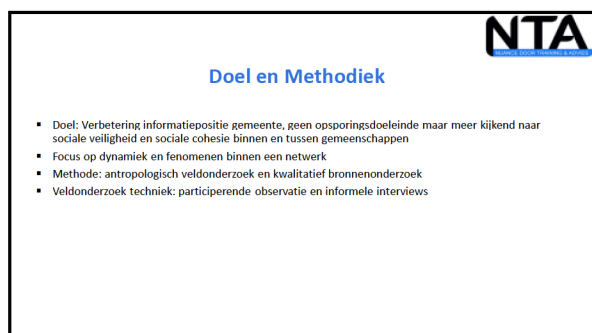 NTA
NUANCE DOOR TRAINING & ADVIES
Doel en Methodiek
▪ Doel: Verbetering informatiepositie gemeente, geen opsporingsdoeleinde maar meer kijkend naar
sociale veiligheid en sociale cohesie binnen en tussen gemeenschappen
▪ Focus op dynamiek en fenomenen binnen een netwerk
▪ Methode: antropologisch veldonderzoek en kwalitatief bronnenonderzoek
▪ Veldonderzoek techniek: participerende observatie en informele interviews